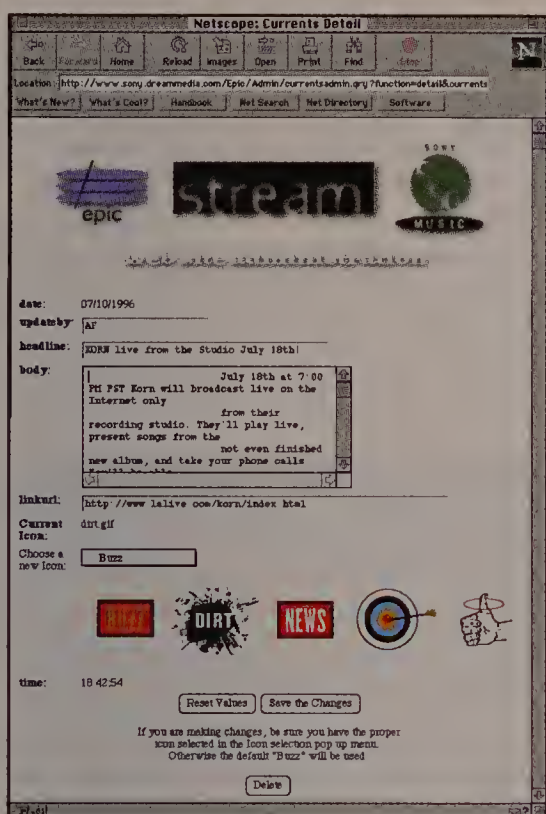 Netscape: Currents Detail
Back Forward Home Reload Images Open Print Find Stop
N
Location: http://www.sony.dreammedia.com/Epic/Admin/currentsadmin.qry?function=detail&currents
What's New? What's Cool? Handbook Net Search Net Directory Software
epic
stream
SONY
MUSIC
date: 07/10/1996
updateby: AF
headline: KORN live from the Studio July 18th
body: July 18th at 7:00
PM PST Korn will broadcast live on the
Internet only
from their
recording studio. They'll play live,
present songs from the
not even finished
new album, and take your phone calls
linkurl: http://www.lalive.com/korn/index.html
Current
Icon: dirt.gif
Choose a
new Icon: Buzz
BUZZ
DIRT
NEWS
time: 18:42:54
Reset Values Save the Changes
If you are making changes, be sure you have the proper
icon selected in the Icon selection pop up menu.
Otherwise the default "Buzz" will be used
Delete